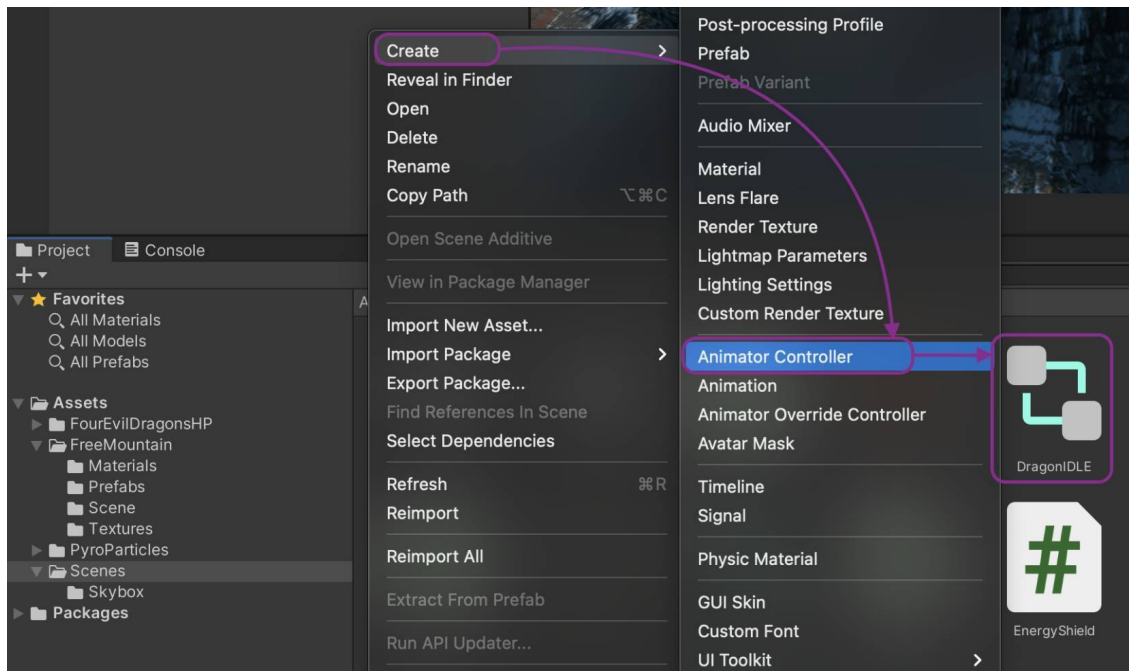 Create
Reveal in Finder
Open
Delete
Rename
Copy Path ⌥⌘C
Open Scene Additive
View in Package Manager
Import New Asset...
Import Package
Export Package...
Find References In Scene
Select Dependencies
Refresh ⌘R
Reimport
Reimport All
Extract From Prefab
Run API Updater...
Post-processing Profile
Prefab
Prefab Variant
Audio Mixer
Material
Lens Flare
Render Texture
Lightmap Parameters
Lighting Settings
Custom Render Texture
Animator Controller
Animation
Animator Override Controller
Avatar Mask
Timeline
Signal
Physic Material
GUI Skin
Custom Font
UI Toolkit
Project
Console
Favorites
All Materials
All Models
All Prefabs
Assets
FourEvilDragonsHP
FreeMountain
Materials
Prefabs
Scene
Textures
PyroParticles
Scenes
Skybox
Packages
DragonIDLE
#
EnergyShield